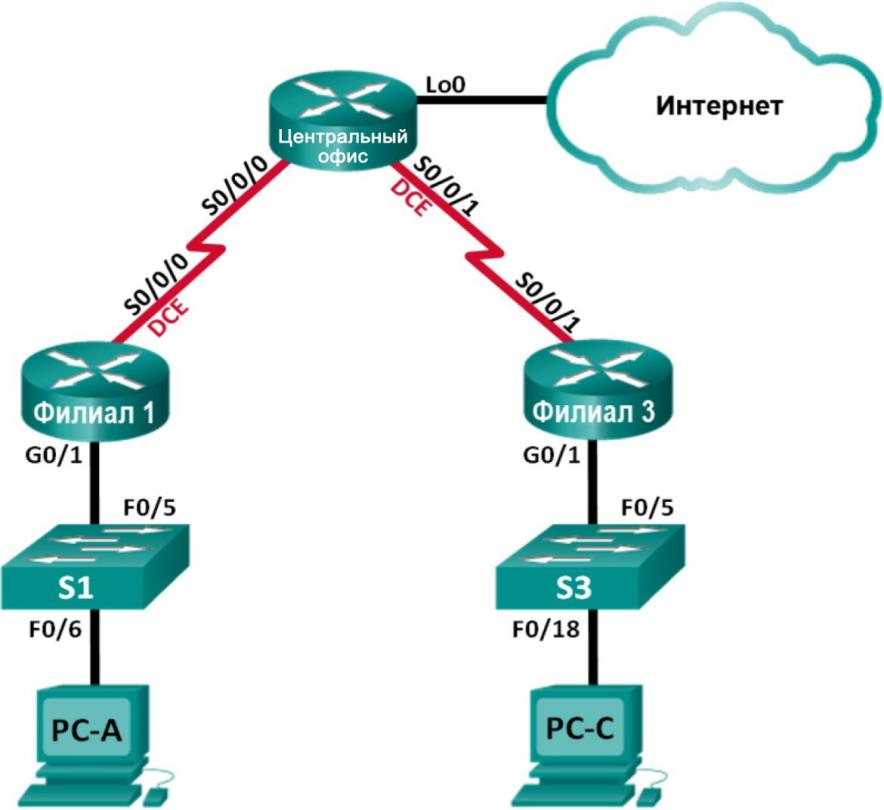 Lo0
Интернет
Центральный
офис
S0/0/0
S0/0/1
DCE
S0/0/0
DCE
S0/0/1
Филиал 1
Филиал 3
G0/1
G0/1
F0/5
F0/5
S1
S3
F0/6
F0/18
PC-A
PC-C